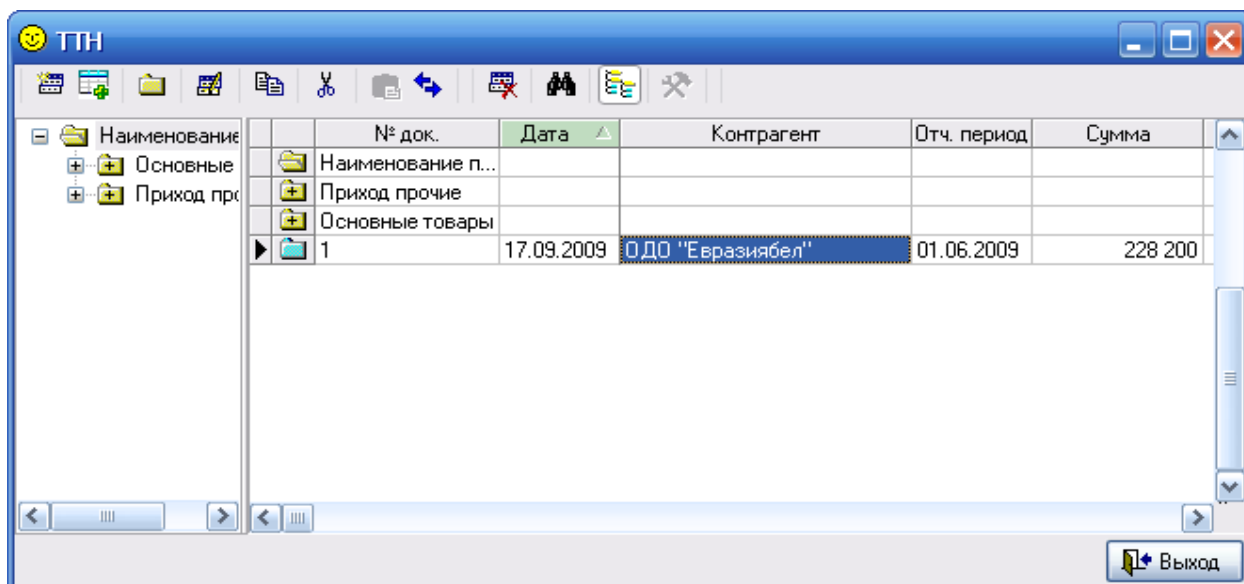 ТТН
Наименование
Основные
Приход про
№ док. Дата Контрагент Отч. период Сумма
Наименование п...
Приход прочие
Основные товары
1 17.09.2009 ОДО "Евразиябел" 01.06.2009 228 200
Выход